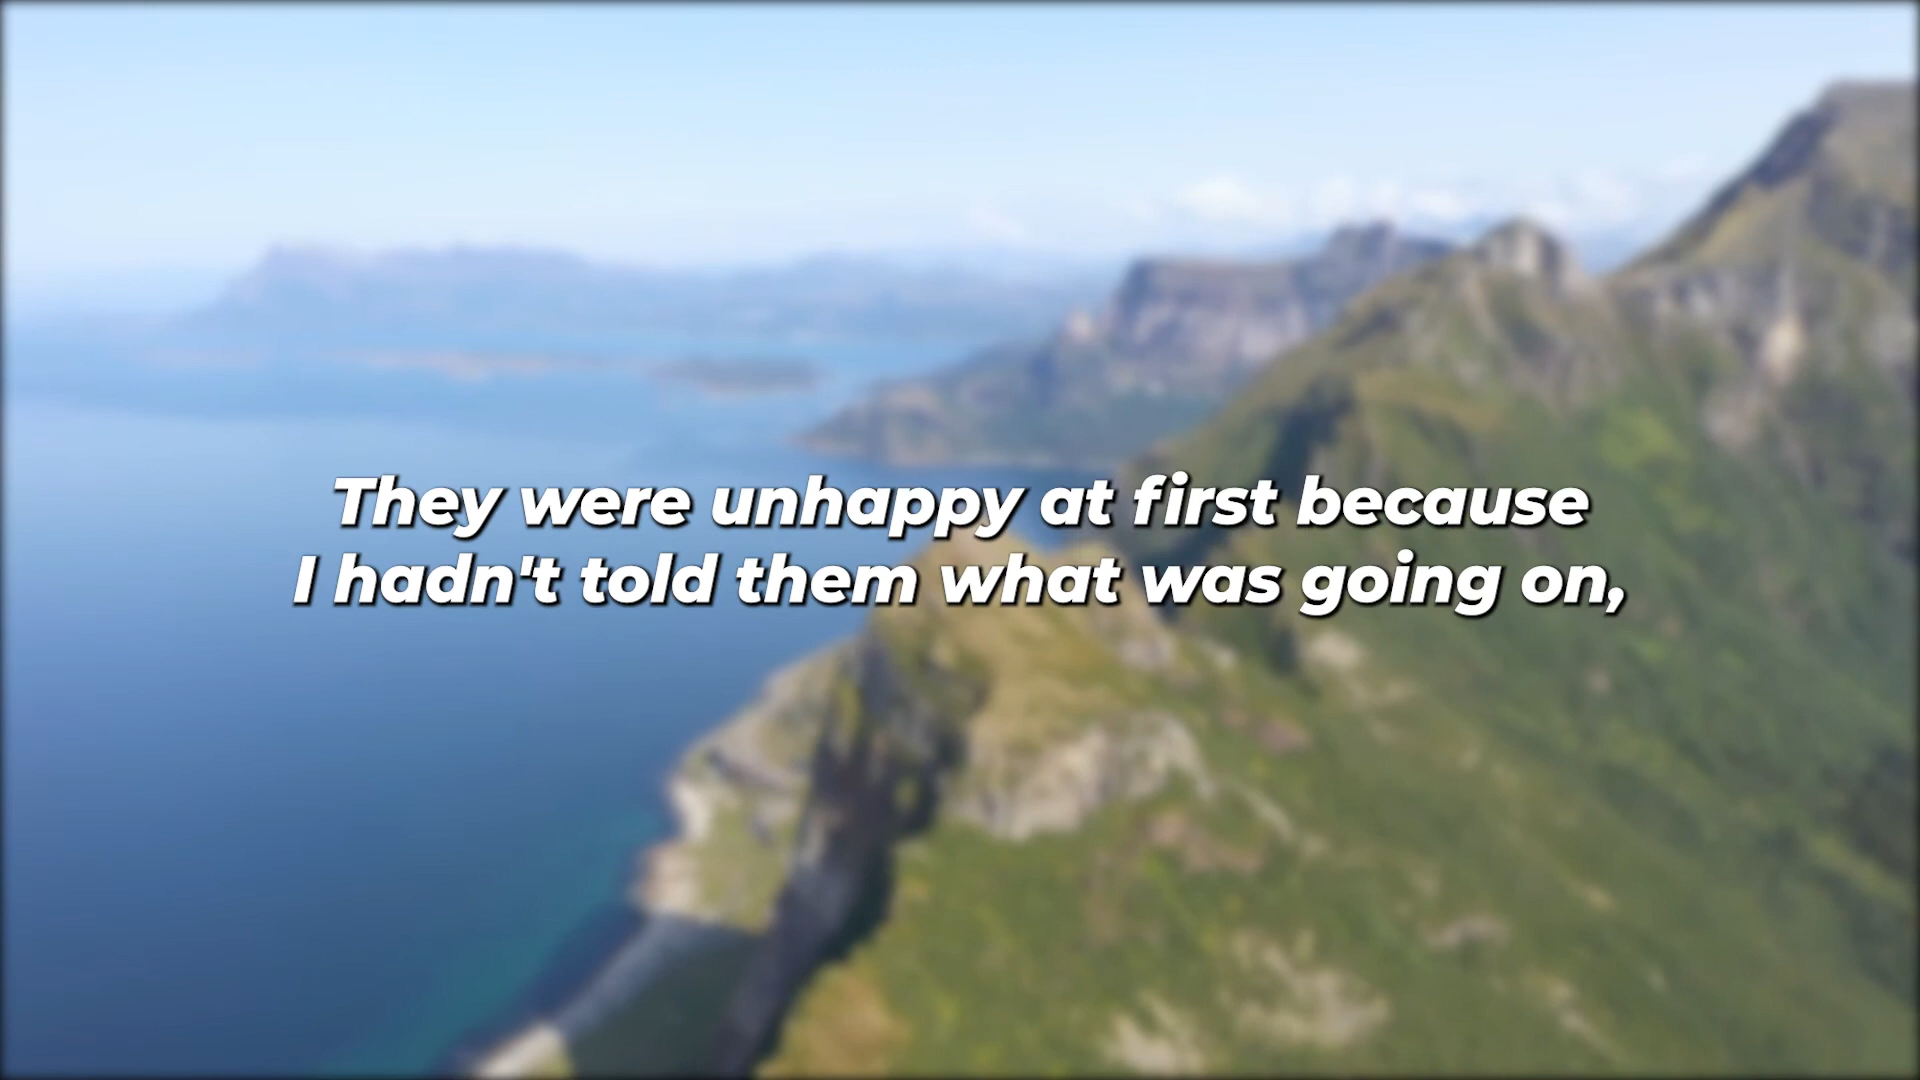 They were unhappy at first because
I hadn't told them what was going on,